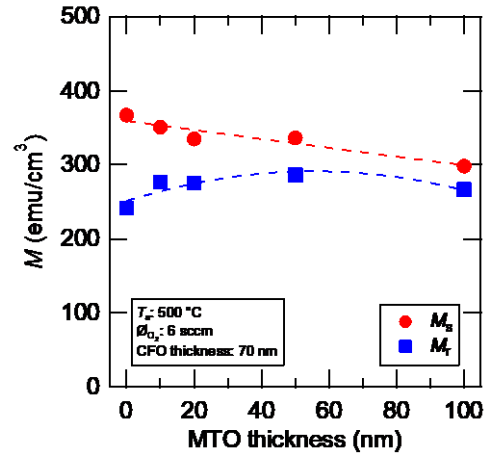 500
400
300
200
100
0
M (emu/cm³)
Tₛ: 500 °C
Ø_O₂: 6 sccm
CFO thickness: 70 nm
Mₛ
Mᵣ
0 20 40 60 80 100
MTO thickness (nm)